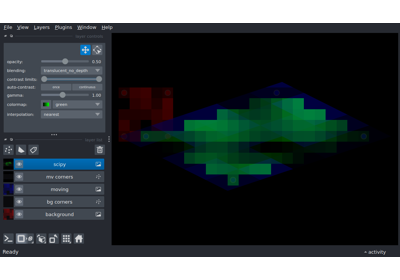 File View Layers Plugins Window Help
opacity: 0.50
blending: translucent_no_depth
contrast limits:
auto-contrast: once continuous
gamma: 1.00
colormap: green
interpolation: nearest
scipy
mv corners
moving
bg corners
background
Ready
activity